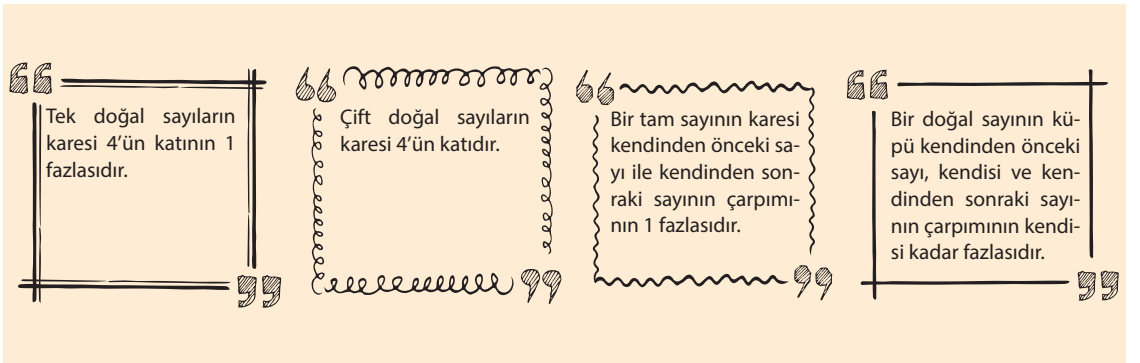 Tek doğal sayıların
karesi 4'ün katının 1
fazlasıdır.
Çift doğal sayıların
karesi 4'ün katıdır.
Bir tam sayının karesi
kendinden önceki sa-
yı ile kendinden son-
raki sayının çarpımı-
nın 1 fazlasıdır.
Bir doğal sayının kü-
pü kendinden önceki
sayı, kendisi ve ken-
dinden sonraki sayı-
nın çarpımının kendi-
si kadar fazlasıdır.